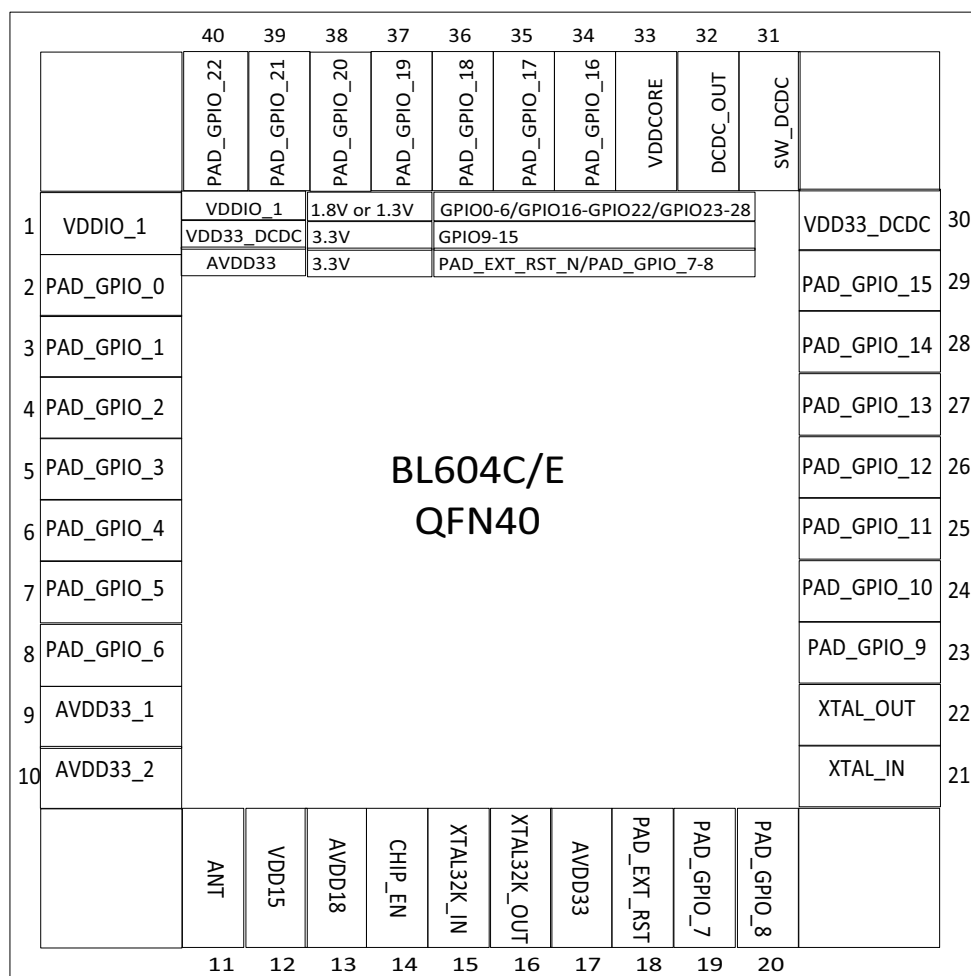 40 39 38 37 36 35 34 33 32 31
PAD_GPIO_22
PAD_GPIO_21
PAD_GPIO_20
PAD_GPIO_19
PAD_GPIO_18
PAD_GPIO_17
PAD_GPIO_16
VDDCORE
DCDC_OUT
SW_DCDC
VDDIO_1 1.8V or 1.3V GPIO0-6/GPIO16-GPIO22/GPIO23-28
VDD33_DCDC 3.3V GPIO9-15
AVDD33 3.3V PAD_EXT_RST_N/PAD_GPIO_7-8
1 VDDIO_1
2 PAD_GPIO_0
3 PAD_GPIO_1
4 PAD_GPIO_2
5 PAD_GPIO_3
6 PAD_GPIO_4
7 PAD_GPIO_5
8 PAD_GPIO_6
9 AVDD33_1
10 AVDD33_2
BL604C/E
QFN40
VDD33_DCDC 30
PAD_GPIO_15 29
PAD_GPIO_14 28
PAD_GPIO_13 27
PAD_GPIO_12 26
PAD_GPIO_11 25
PAD_GPIO_10 24
PAD_GPIO_9 23
XTAL_OUT 22
XTAL_IN 21
ANT
VDD15
AVDD18
CHIP_EN
XTAL32K_IN
XTAL32K_OUT
AVDD33
PAD_EXT_RST
PAD_GPIO_7
PAD_GPIO_8
11 12 13 14 15 16 17 18 19 20